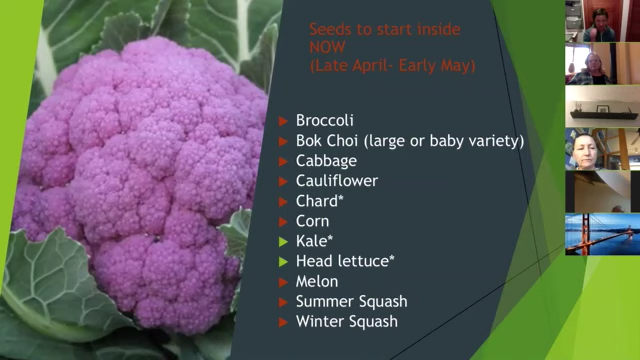 Seeds to start inside
NOW
(Late April- Early May)
Broccoli
Bok Choi (large or baby variety)
Cabbage
Cauliflower
Chard*
Corn
Kale*
Head lettuce*
Melon
Summer Squash
Winter Squash